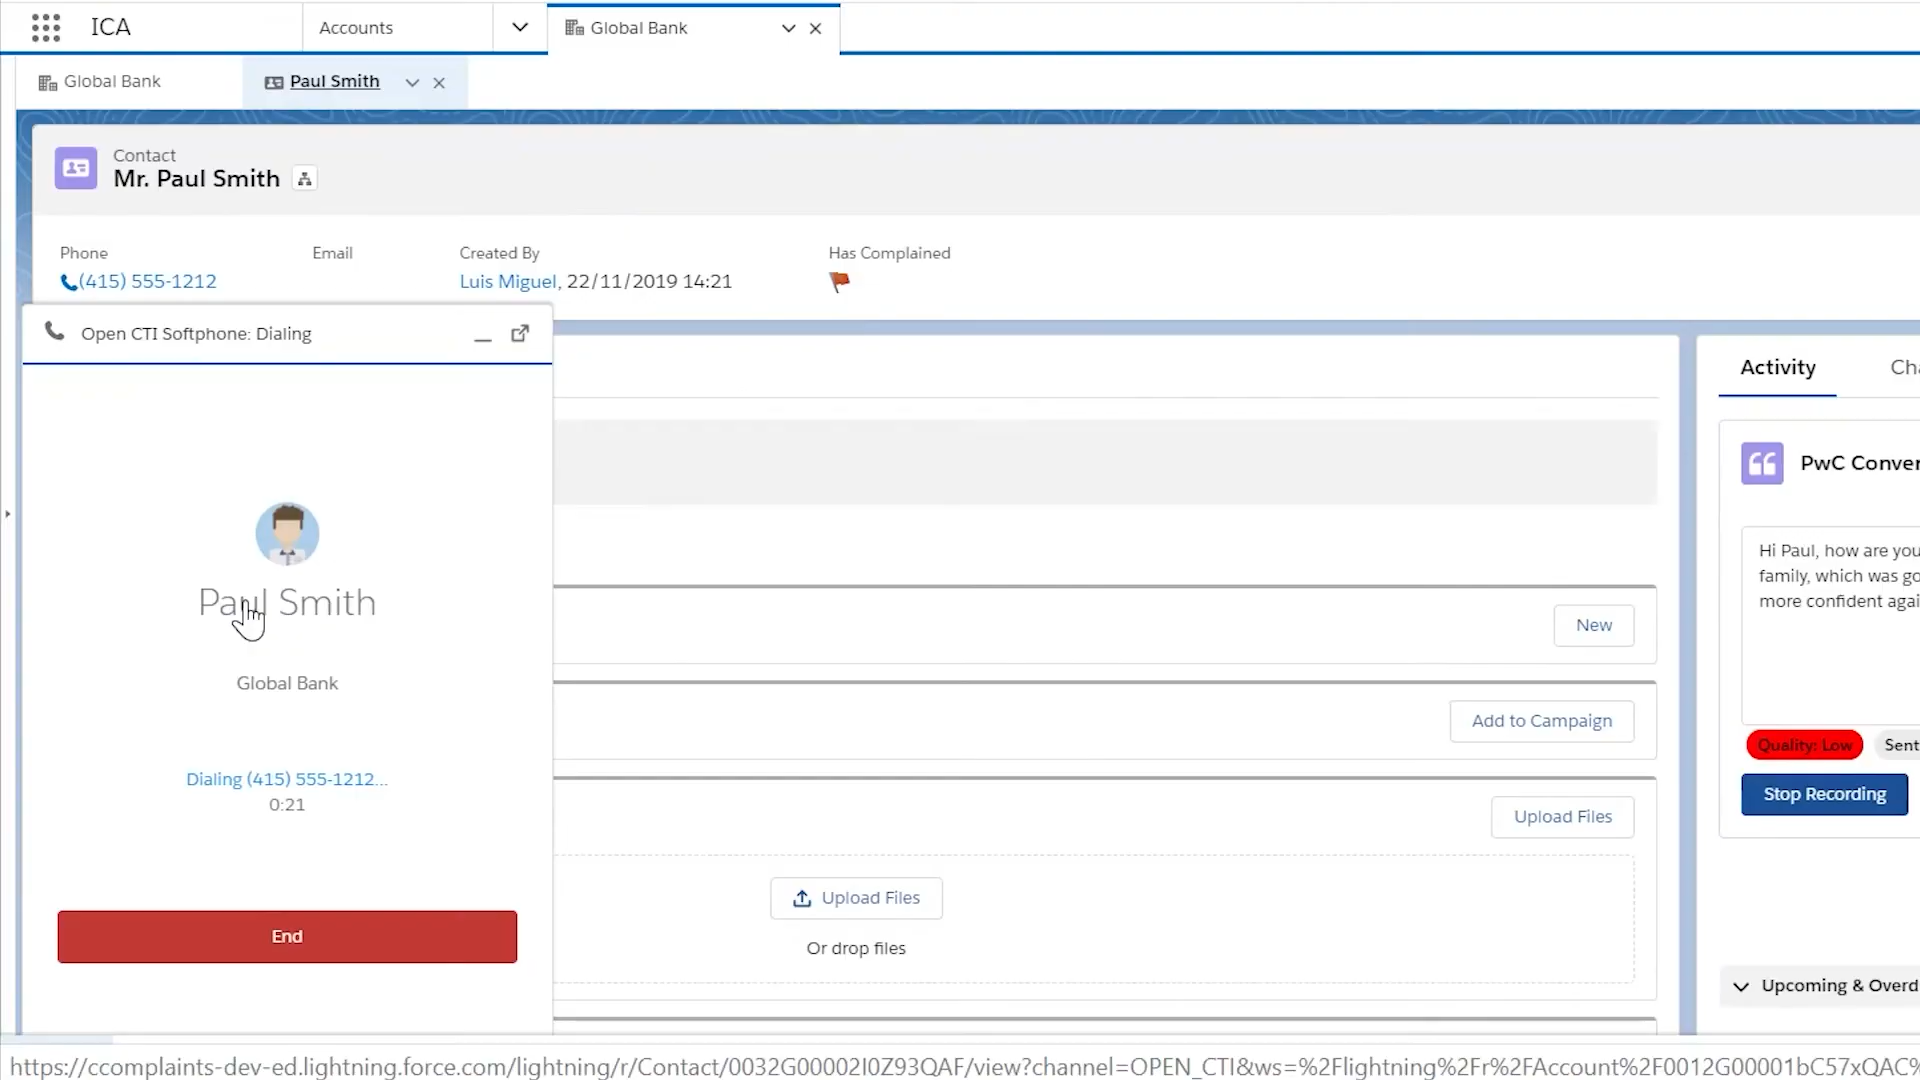 ICA
Accounts
Global Bank
Global Bank
Paul Smith
Contact
Mr. Paul Smith
Phone
Email
Created By
Has Complained
(415) 555-1212
Luis Miguel, 22/11/2019 14:21
Open CTI Softphone: Dialing
Paul Smith
Global Bank
Dialing (415) 555-1212...
0:21
End
New
Add to Campaign
Upload Files
Upload Files
Or drop files
Activity
Cha
PwC Conver
Hi Paul, how are you
family, which was go
more confident agai
Quality: Low
Sent
Stop Recording
Upcoming & Overd
https://ccomplaints-dev-ed.lightning.force.com/lightning/r/Contact/0032G00002I0Z93QAF/view?channel=OPEN_CTI&ws=%2Flightning%2Fr%2FAccount%2F0012G00001bC57xQAC%